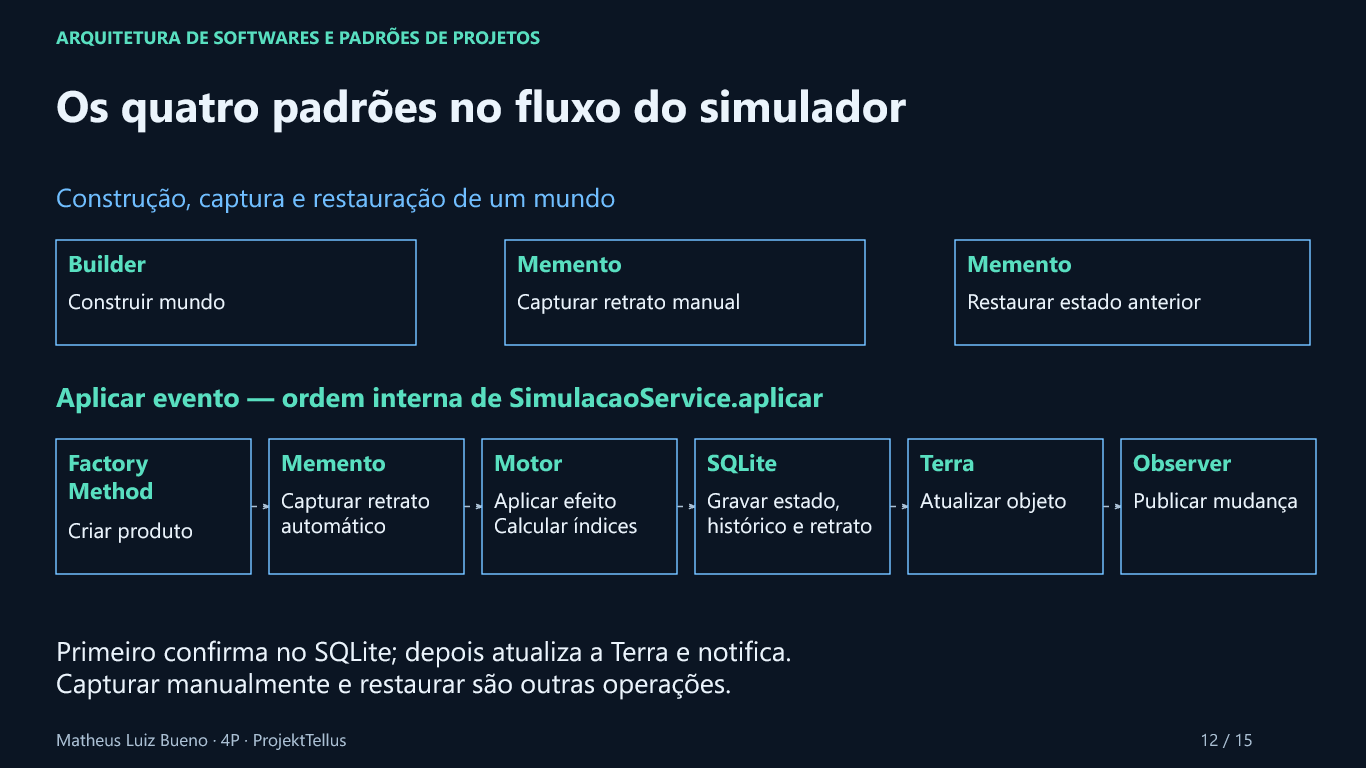 ARQUITETURA DE SOFTWARES E PADRÕES DE PROJETOS
Os quatro padrões no fluxo do simulador
Construção, captura e restauração de um mundo
Builder
Construir mundo
Memento
Capturar retrato manual
Memento
Restaurar estado anterior
Aplicar evento — ordem interna de SimulacaoService.aplicar
Factory
Method
Criar produto
Memento
Capturar retrato
automático
Motor
Aplicar efeito
Calcular índices
SQLite
Gravar estado,
histórico e retrato
Terra
Atualizar objeto
Observer
Publicar mudança
Primeiro confirma no SQLite; depois atualiza a Terra e notifica.
Capturar manualmente e restaurar são outras operações.
Matheus Luiz Bueno · 4P · ProjektTellus
12 / 15